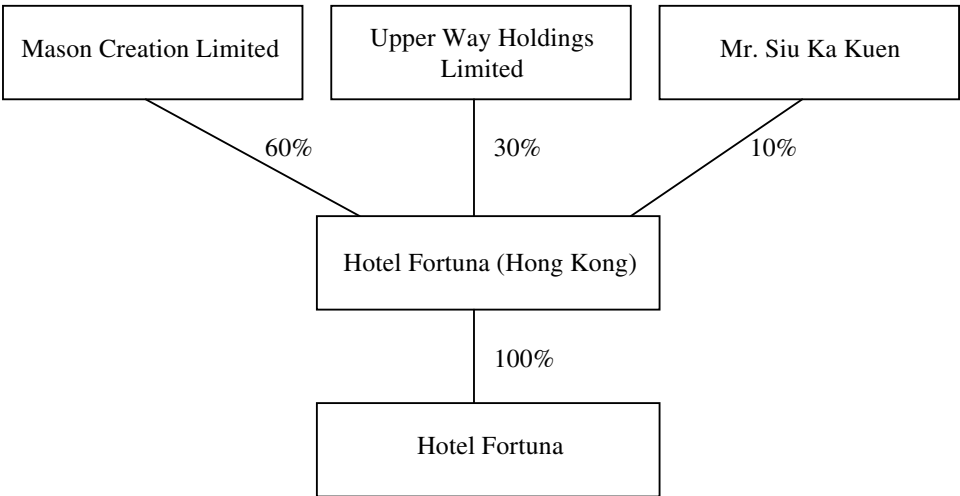 Mason Creation Limited
Upper Way Holdings
Limited
Mr. Siu Ka Kuen
60%
30%
10%
Hotel Fortuna (Hong Kong)
100%
Hotel Fortuna